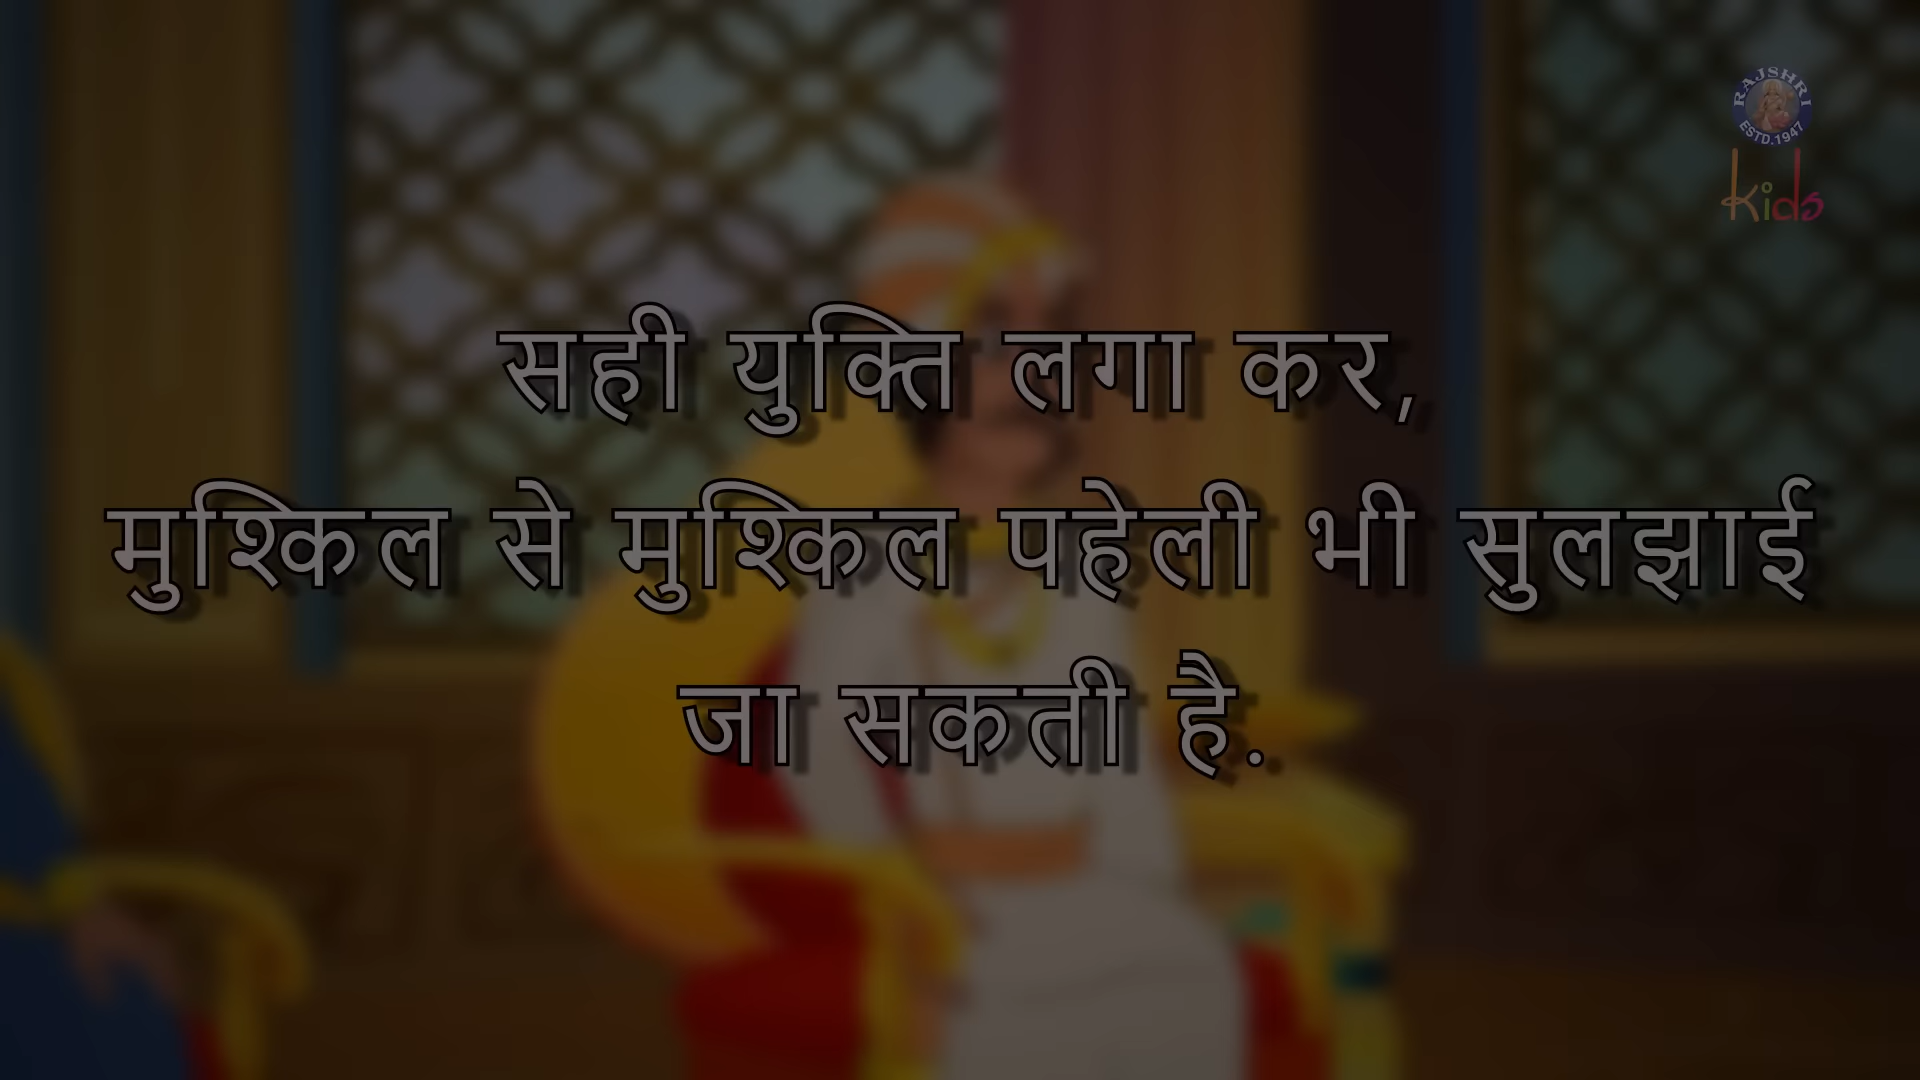 RAJSHRI
ESTD.1947
kids
सही युक्ति लगा कर,
मुश्किल से मुश्किल पहेली भी सुलझाई
जा सकती है.